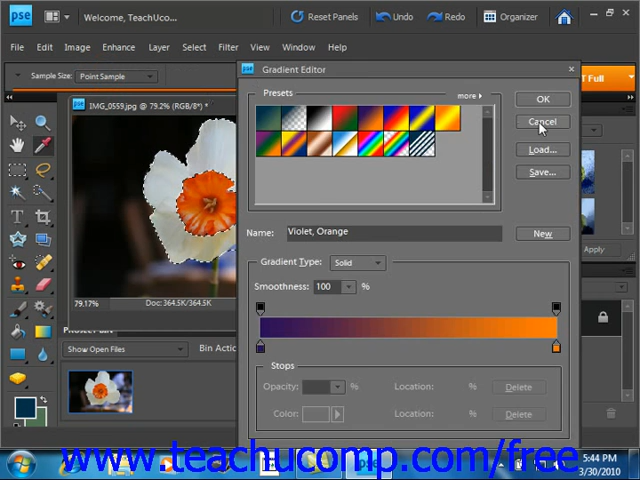 pse
Welcome, TeachUco...
Reset Panels
Undo
Redo
Organizer
File Edit Image Enhance Layer Select Filter View Window Help
Sample Size: Point Sample
Full
IMG_0559.jpg @ 79.2% (RGB/8*) *
79.17% Doc: 364.5K/364.5K
Show Open Files
Bin Actio
pse Gradient Editor
Presets
more
OK
Cancel
Load...
Save...
Name: Violet, Orange
New
Gradient Type: Solid
Smoothness: 100 %
Stops
Opacity: % Location: % Delete
Color: Location: % Delete
Apply
www.teachucomp.com/free
5:44 PM
3/30/2010